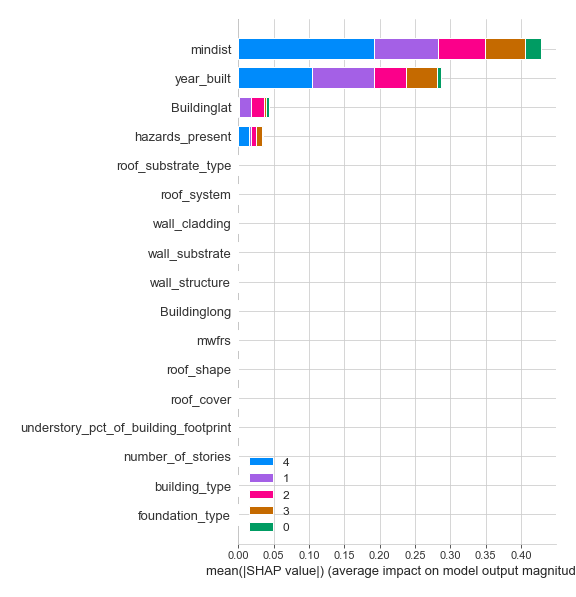 mindist
year_built
Buildinglat
hazards_present
roof_substrate_type
roof_system
wall_cladding
wall_substrate
wall_structure
Buildinglong
mwfrs
roof_shape
roof_cover
understory_pct_of_building_footprint
number_of_stories
building_type
foundation_type
4
1
2
3
0
0.00 0.05 0.10 0.15 0.20 0.25 0.30 0.35 0.40
mean(|SHAP value|) (average impact on model output magnitud